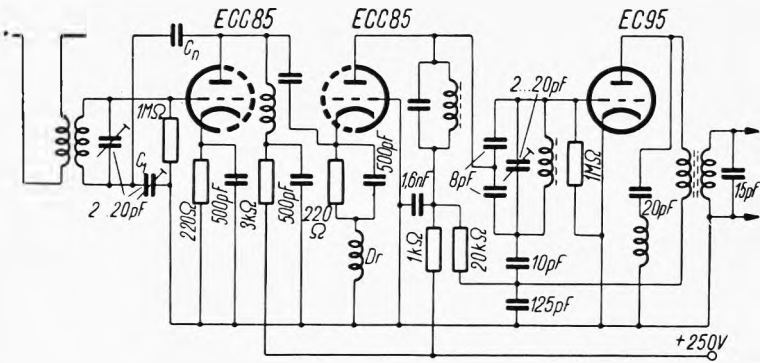 ECC85
ECC85
EC95
Cn
1MΩ
C1
2...20pF
220Ω
500pF
3kΩ
500pF
220
Ω
500pF
Dr
1,6nF
1kΩ
20kΩ
8pF
2...20pF
1MΩ
10pF
125pF
20pF
15pF
+250V